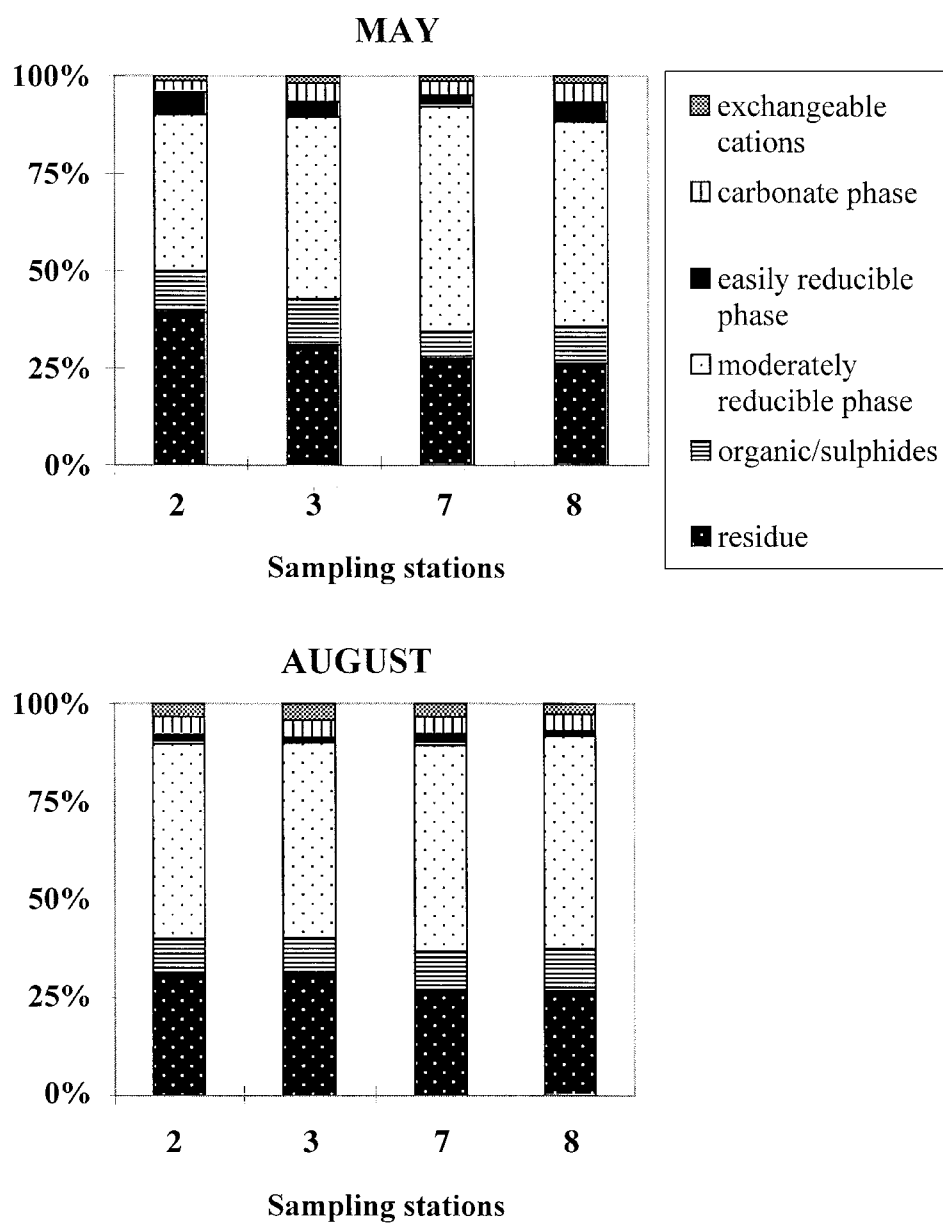 MAY
100%
75%
50%
25%
0%
2 3 7 8
Sampling stations
exchangeable
cations
carbonate phase
easily reducible
phase
moderately
reducible phase
organic/sulphides
residue
AUGUST
100%
75%
50%
25%
0%
2 3 7 8
Sampling stations